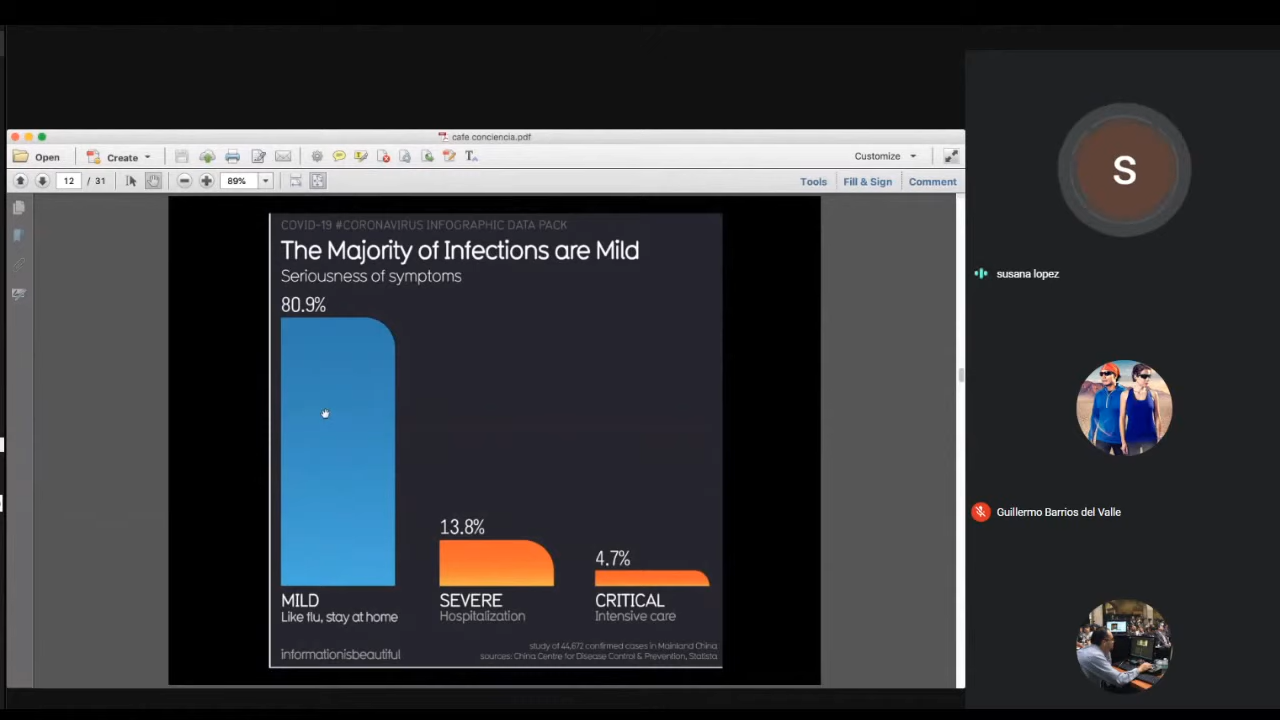 cafe conciencia.pdf
Open
Create
Customize
12 / 31
89%
Tools
Fill & Sign
Comment
COVID-19 #CORONAVIRUS INFOGRAPHIC DATA PACK
The Majority of Infections are Mild
Seriousness of symptoms
80.9%
13.8%
4.7%
MILD
Like flu, stay at home
SEVERE
Hospitalization
CRITICAL
Intensive care
informationisbeautiful
study of 44,672 confirmed cases in Mainland China
sources: China Centre for Disease Control & Prevention, Statista
S
susana lopez
Guillermo Barrios del Valle